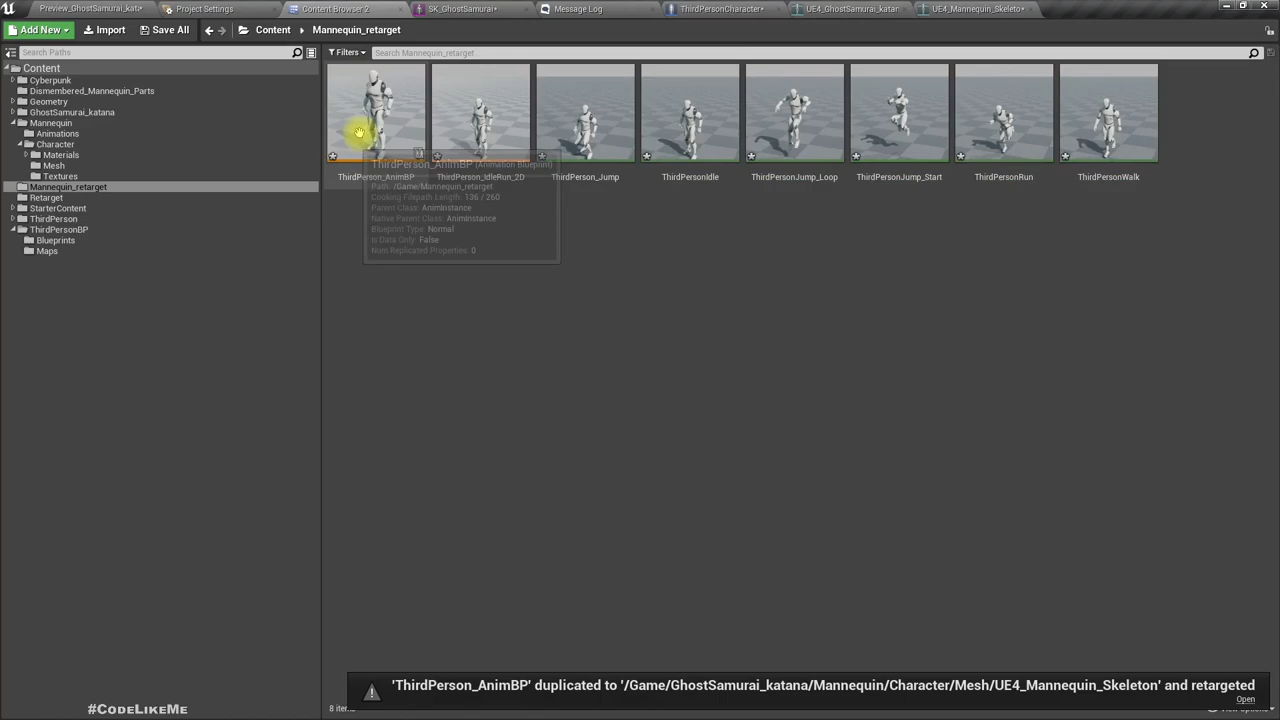 Preview_GhostSamurai_kat
Project Settings
Content Browser 2
SK_GhostSamurai*
Message Log
ThirdPersonCharacter*
UE4_GhostSamurai_katan
UE4_Mannequin_Skeleto
Add New
Import
Save All
Content
Mannequin_retarget
Search Paths
Filters
Search Mannequin_retarget
Content
Cyberpunk
Dismembered_Mannequin_Parts
Geometry
GhostSamurai_katana
Mannequin
Animations
Character
Materials
Mesh
Textures
Mannequin_retarget
Retarget
StarterContent
ThirdPerson
ThirdPersonBP
Blueprints
Maps
ThirdPerson_AnimBP
ThirdPerson_IdleRun_2D
ThirdPerson_Jump
ThirdPersonIdle
ThirdPersonJump_Loop
ThirdPersonJump_Start
ThirdPersonRun
ThirdPersonWalk
ThirdPerson_AnimBP (Animation Blueprint)
Path: /Game/Mannequin_retarget
Cooking Filepath Length: 136 / 260
Parent Class: AnimInstance
Native Parent Class: AnimInstance
Blueprint Type: Normal
Is Data Only: False
Num Replicated Properties: 0
'ThirdPerson_AnimBP' duplicated to '/Game/GhostSamurai_katana/Mannequin/Character/Mesh/UE4_Mannequin_Skeleton' and retargeted
Open
8 items
View Options
#CODELIKEME